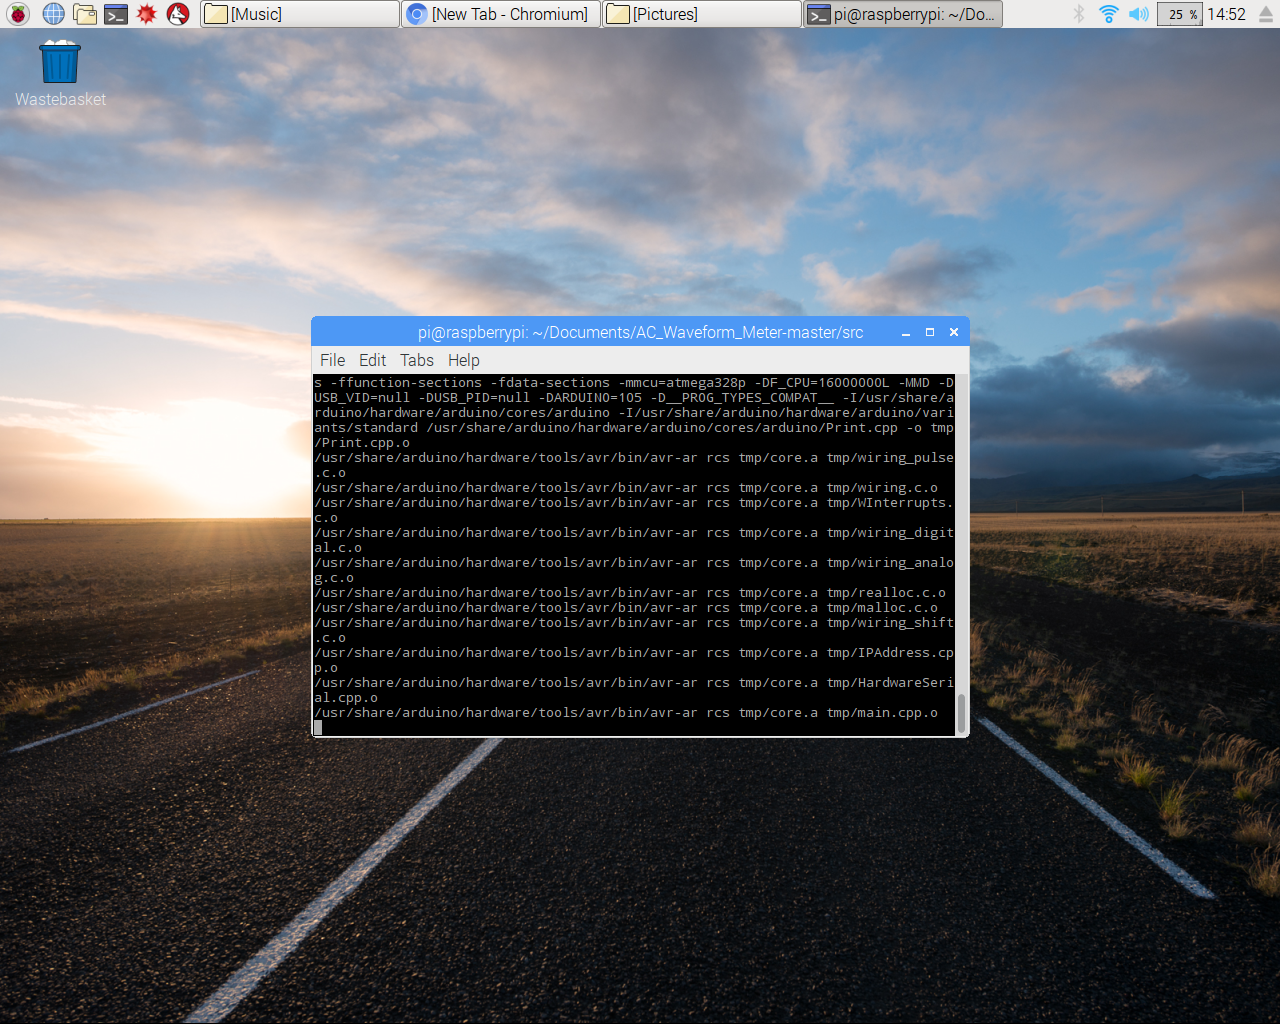 [Music]
[New Tab - Chromium]
[Pictures]
pi@raspberrypi: ~/Do...
25 %
14:52
Wastebasket
pi@raspberrypi: ~/Documents/AC_Waveform_Meter-master/src
File Edit Tabs Help
s -ffunction-sections -fdata-sections -mmcu=atmega328p -DF_CPU=16000000L -MMD -D
USB_VID=null -DUSB_PID=null -DARDUINO=105 -D__PROG_TYPES_COMPAT__ -I/usr/share/a
rduino/hardware/arduino/cores/arduino -I/usr/share/arduino/hardware/arduino/vari
ants/standard /usr/share/arduino/hardware/arduino/cores/arduino/Print.cpp -o tmp
/Print.cpp.o
/usr/share/arduino/hardware/tools/avr/bin/avr-ar rcs tmp/core.a tmp/wiring_pulse
.c.o
/usr/share/arduino/hardware/tools/avr/bin/avr-ar rcs tmp/core.a tmp/wiring.c.o
/usr/share/arduino/hardware/tools/avr/bin/avr-ar rcs tmp/core.a tmp/WInterrupts.
c.o
/usr/share/arduino/hardware/tools/avr/bin/avr-ar rcs tmp/core.a tmp/wiring_digit
al.c.o
/usr/share/arduino/hardware/tools/avr/bin/avr-ar rcs tmp/core.a tmp/wiring_analo
g.c.o
/usr/share/arduino/hardware/tools/avr/bin/avr-ar rcs tmp/core.a tmp/realloc.c.o
/usr/share/arduino/hardware/tools/avr/bin/avr-ar rcs tmp/core.a tmp/malloc.c.o
/usr/share/arduino/hardware/tools/avr/bin/avr-ar rcs tmp/core.a tmp/wiring_shift
.c.o
/usr/share/arduino/hardware/tools/avr/bin/avr-ar rcs tmp/core.a tmp/IPAddress.cp
p.o
/usr/share/arduino/hardware/tools/avr/bin/avr-ar rcs tmp/core.a tmp/HardwareSeri
al.cpp.o
/usr/share/arduino/hardware/tools/avr/bin/avr-ar rcs tmp/core.a tmp/main.cpp.o